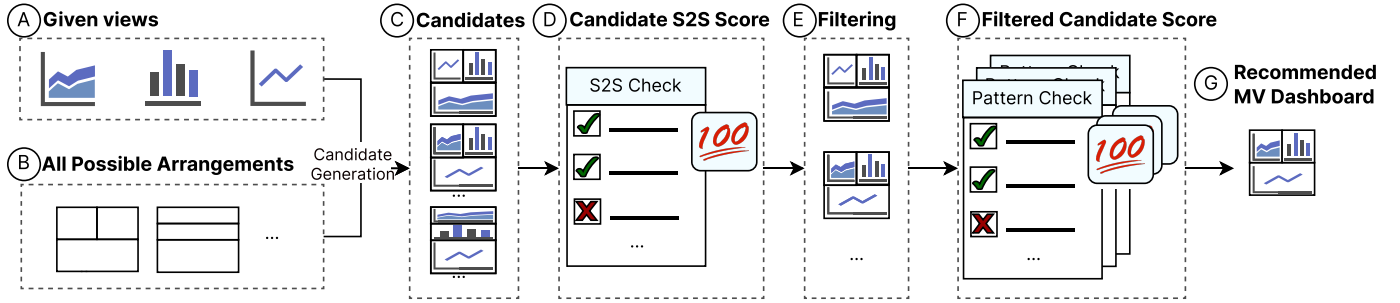 A Given views
B All Possible Arrangements
...
Candidate
Generation
C Candidates
...
...
D Candidate S2S Score
S2S Check
100
...
E Filtering
...
F Filtered Candidate Score
Pattern Check
100
...
G Recommended
MV Dashboard